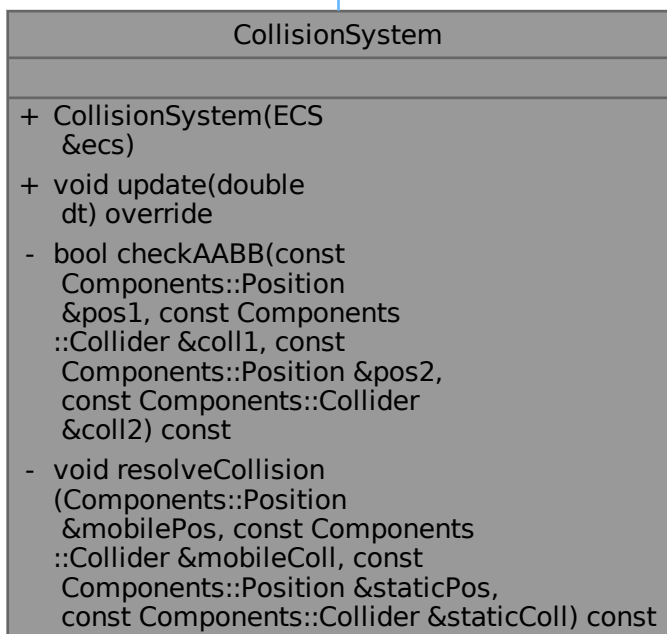 CollisionSystem
+ CollisionSystem(ECS
&ecs)
+ void update(double
dt) override
- bool checkAABB(const
Components::Position
&pos1, const Components
::Collider &coll1, const
Components::Position &pos2,
const Components::Collider
&coll2) const
- void resolveCollision
(Components::Position
&mobilePos, const Components
::Collider &mobileColl, const
Components::Position &staticPos,
const Components::Collider &staticColl) const